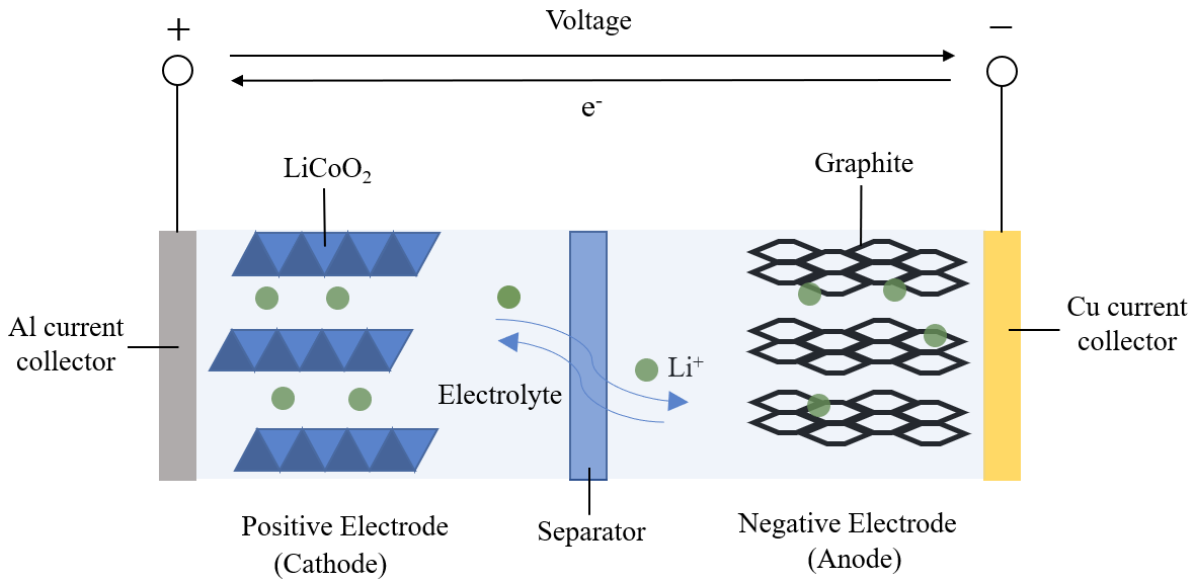 +
Voltage
−
e⁻
LiCoO₂
Graphite
Al current
collector
Electrolyte
Li⁺
Cu current
collector
Positive Electrode
(Cathode)
Separator
Negative Electrode
(Anode)